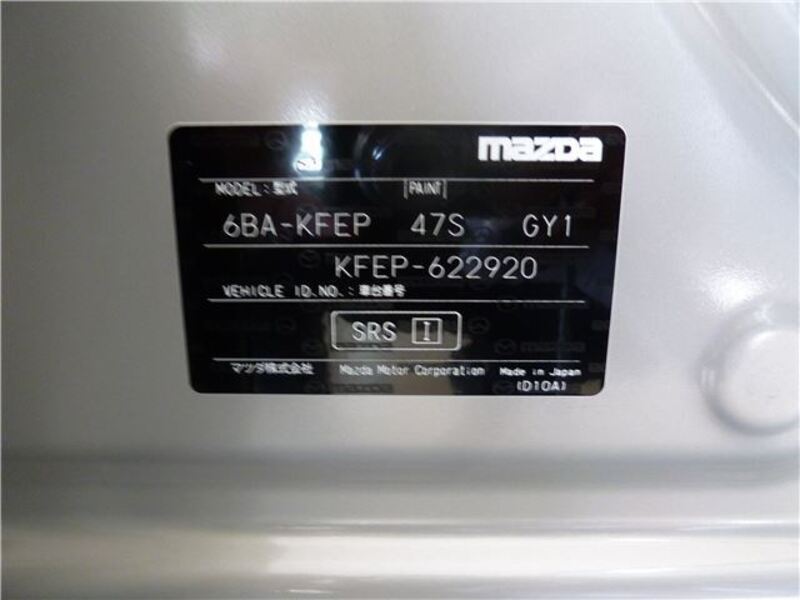 mazDa
MODEL:型式 |PAINT|
6BA-KFEP 47S GY1
KFEP-622920
VEHICLE ID.NO.:車台番号
SRS I
マツダ株式会社 Mazda Motor Corporation Made in Japan
(D10A)